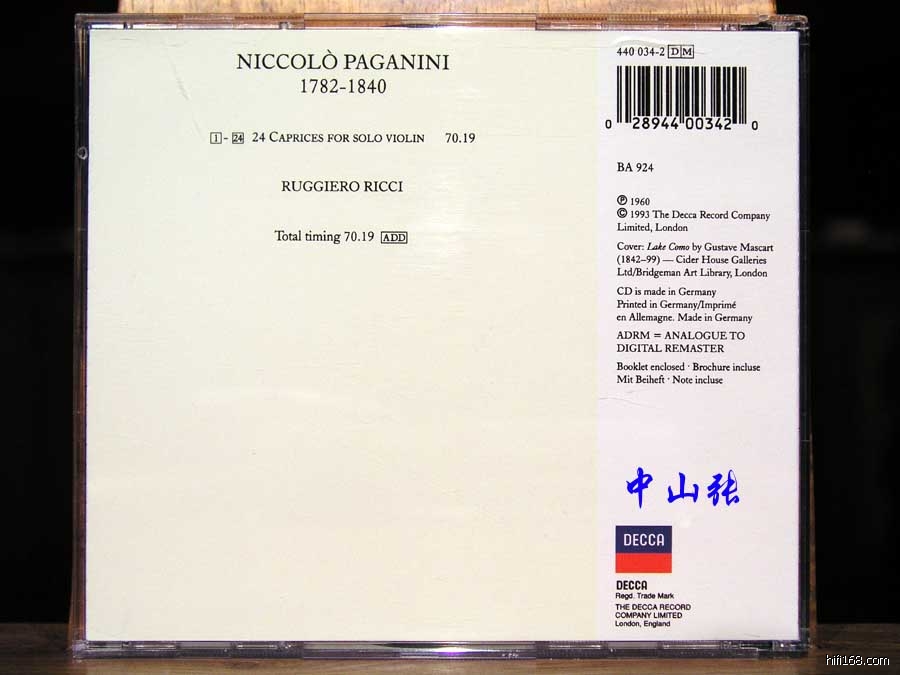 NICCOLÒ PAGANINI
1782-1840
1 - 24 24 CAPRICES FOR SOLO VIOLIN 70.19
RUGGIERO RICCI
Total timing 70.19 ADD
440 034-2 DM
0 28944 00342 0
BA 924
℗ 1960
© 1993 The Decca Record Company
Limited, London
Cover: Lake Como by Gustave Mascart
(1842–99) — Cider House Galleries
Ltd/Bridgeman Art Library, London
CD is made in Germany
Printed in Germany/Imprimé
en Allemagne. Made in Germany
ADRM = ANALOGUE TO
DIGITAL REMASTER
Booklet enclosed · Brochure incluse
Mit Beiheft · Note incluse
中山张
DECCA
DECCA
Regd. Trade Mark
THE DECCA RECORD
COMPANY LIMITED
London, England
hifi168.com